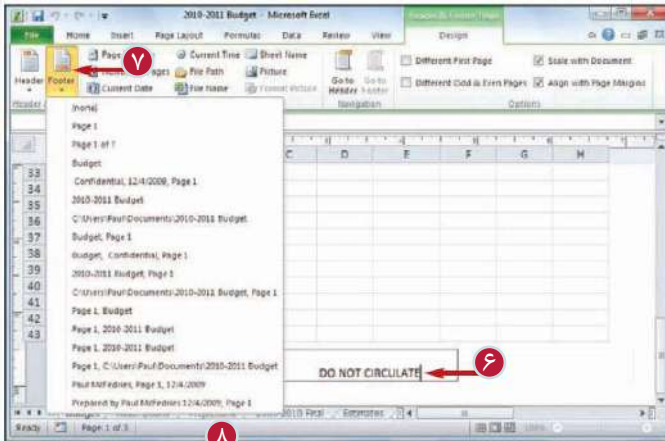 2010-2011 Budget - Microsoft Excel
File Home Insert Page Layout Formulas Data Review View Design
Header Footer
Current Time Sheet Name
File Path Picture
Current Date File Name Format Picture
Go to Header Go to Footer
Navigation
Different First Page Scale with Document
Different Odd & Even Pages Align with Page Margins
Options
۷
(none)
Page 1
Page 1 of ?
Budget
Confidential, 12/4/2009, Page 1
2010-2011 Budget
C:\Users\Paul\Documents\2010-2011 Budget
Budget, Page 1
Budget, Confidential, Page 1
2010-2011 Budget, Page 1
C:\Users\Paul\Documents\2010-2011 Budget, Page 1
Page 1, Budget
Page 1, 2010-2011 Budget
Page 1, 2010-2011 Budget
Page 1, C:\Users\Paul\Documents\2010-2011 Budget
Paul McFedries, Page 1, 12/4/2009
Prepared by Paul McFedries 12/4/2009, Page 1
C D E F G H
33
34
35
36
37
38
39
40
41
42
43
DO NOT CIRCULATE
۶
Estimates
Ready Page 1 of 3
۸